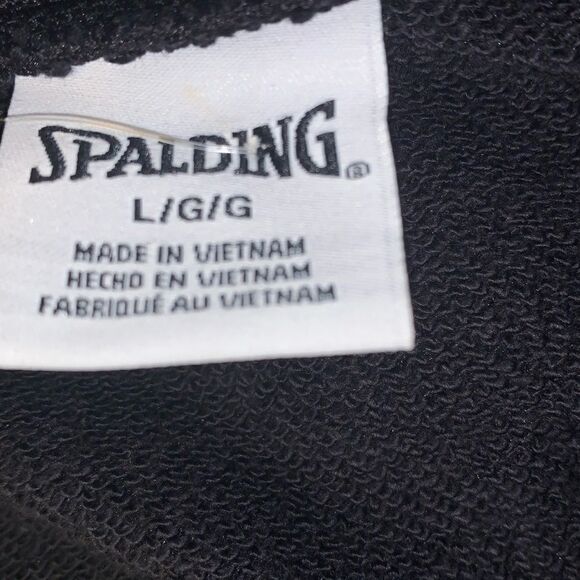 SPALDING®
L/G/G
MADE IN VIETNAM
HECHO EN VIETNAM
FABRIQUÉ AU VIETNAM